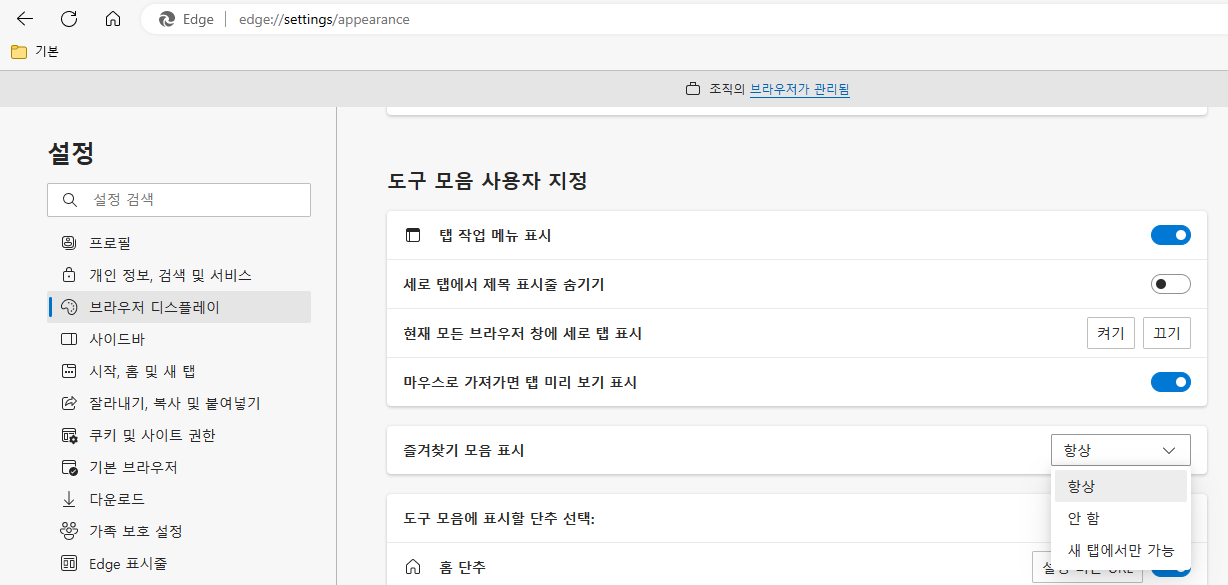 Edge
edge://settings/appearance
기본
조직의 브라우저가 관리됨
설정
설정 검색
프로필
개인 정보, 검색 및 서비스
브라우저 디스플레이
사이드바
시작, 홈 및 새 탭
잘라내기, 복사 및 붙여넣기
쿠키 및 사이트 권한
기본 브라우저
다운로드
가족 보호 설정
Edge 표시줄
도구 모음 사용자 지정
탭 작업 메뉴 표시
세로 탭에서 제목 표시줄 숨기기
현재 모든 브라우저 창에 세로 탭 표시
켜기
끄기
마우스로 가져가면 탭 미리 보기 표시
즐겨찾기 모음 표시
항상
항상
안 함
새 탭에서만 가능
도구 모음에 표시할 단추 선택:
홈 단추